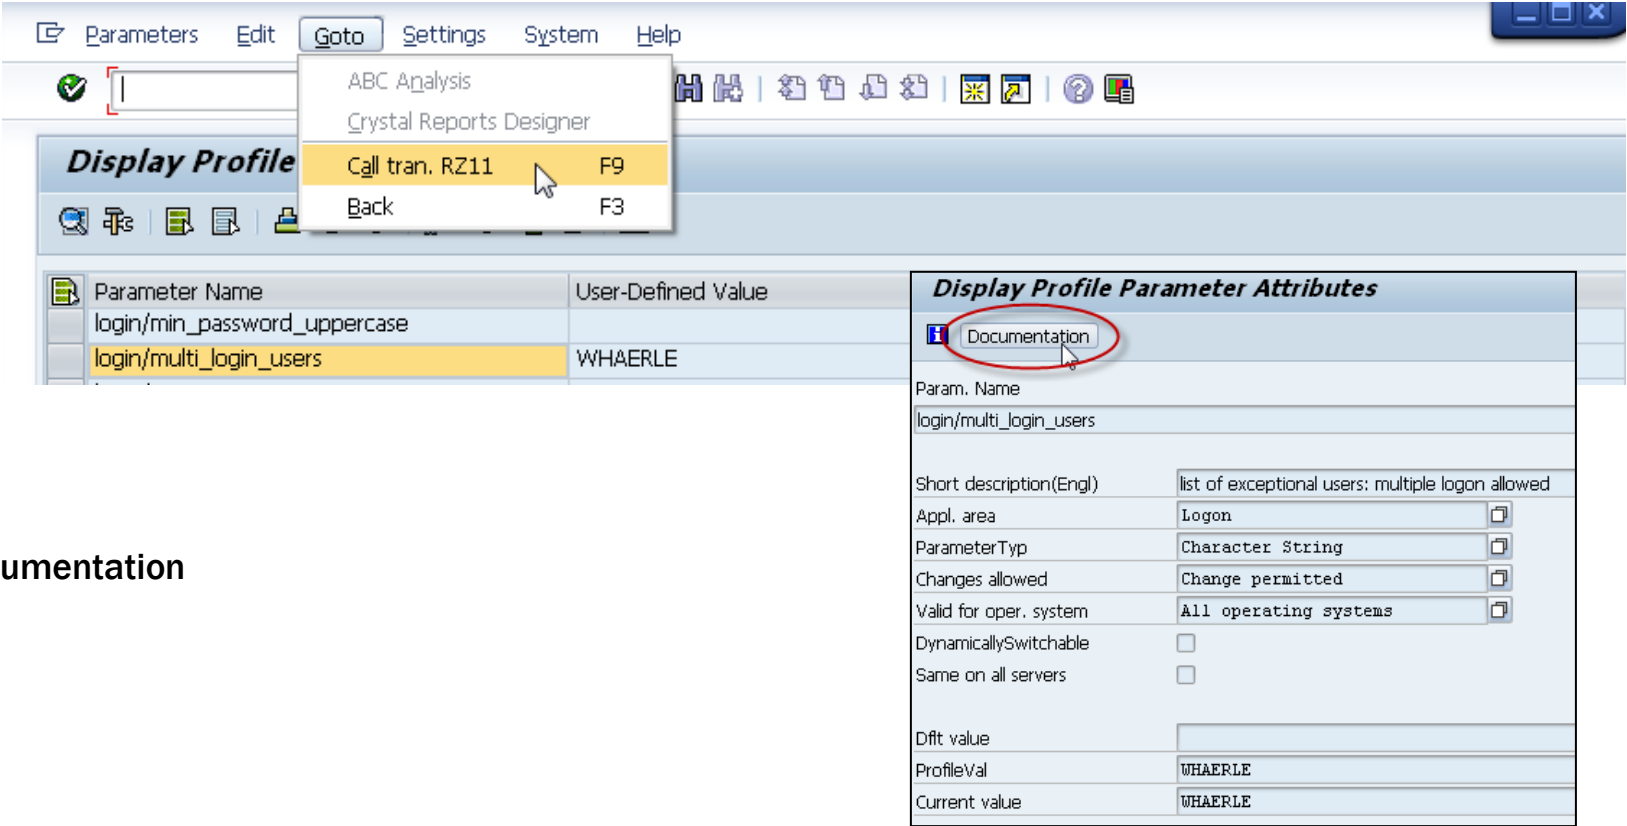 Parameters Edit Goto Settings System Help
ABC Analysis
Crystal Reports Designer
Call tran. RZ11 F9
Back F3
Display Profile
Parameter Name User-Defined Value
login/min_password_uppercase
login/multi_login_users WHAERLE
Display Profile Parameter Attributes
Documentation
Param. Name
login/multi_login_users
Short description(Engl) list of exceptional users: multiple logon allowed
Appl. area Logon
ParameterTyp Character String
Changes allowed Change permitted
Valid for oper. system All operating systems
DynamicallySwitchable
Same on all servers
Dflt value
ProfileVal WHAERLE
Current value WHAERLE
umentation